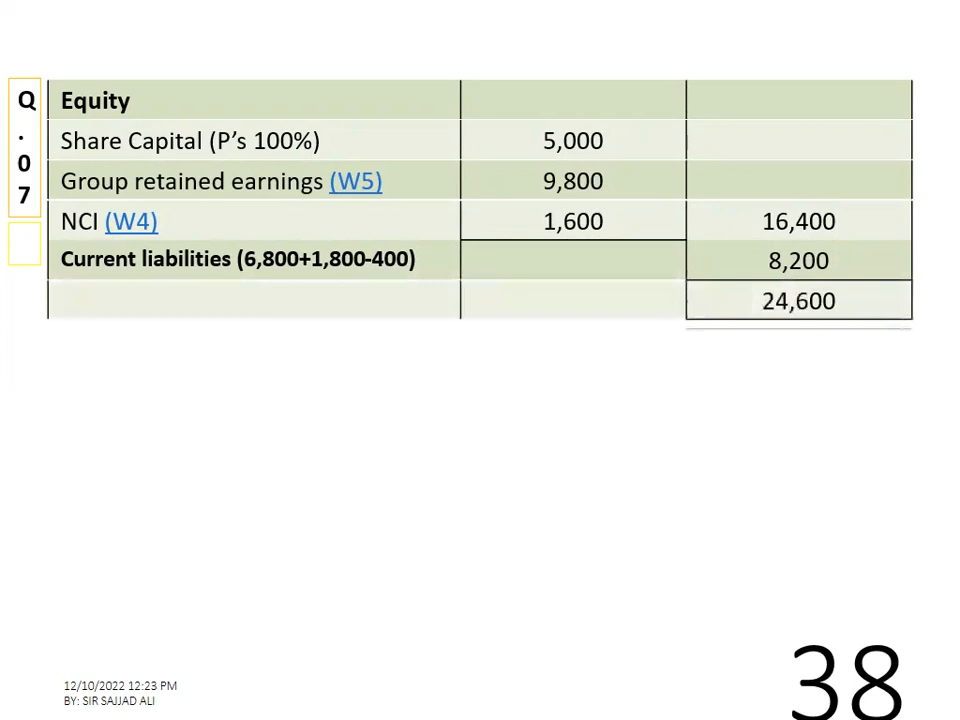 Q
.
0
7
Equity
Share Capital (P’s 100%) 5,000
Group retained earnings (W5) 9,800
NCI (W4) 1,600 16,400
Current liabilities (6,800+1,800-400) 8,200
24,600
12/10/2022 12:23 PM
BY: SIR SAJJAD ALI
38